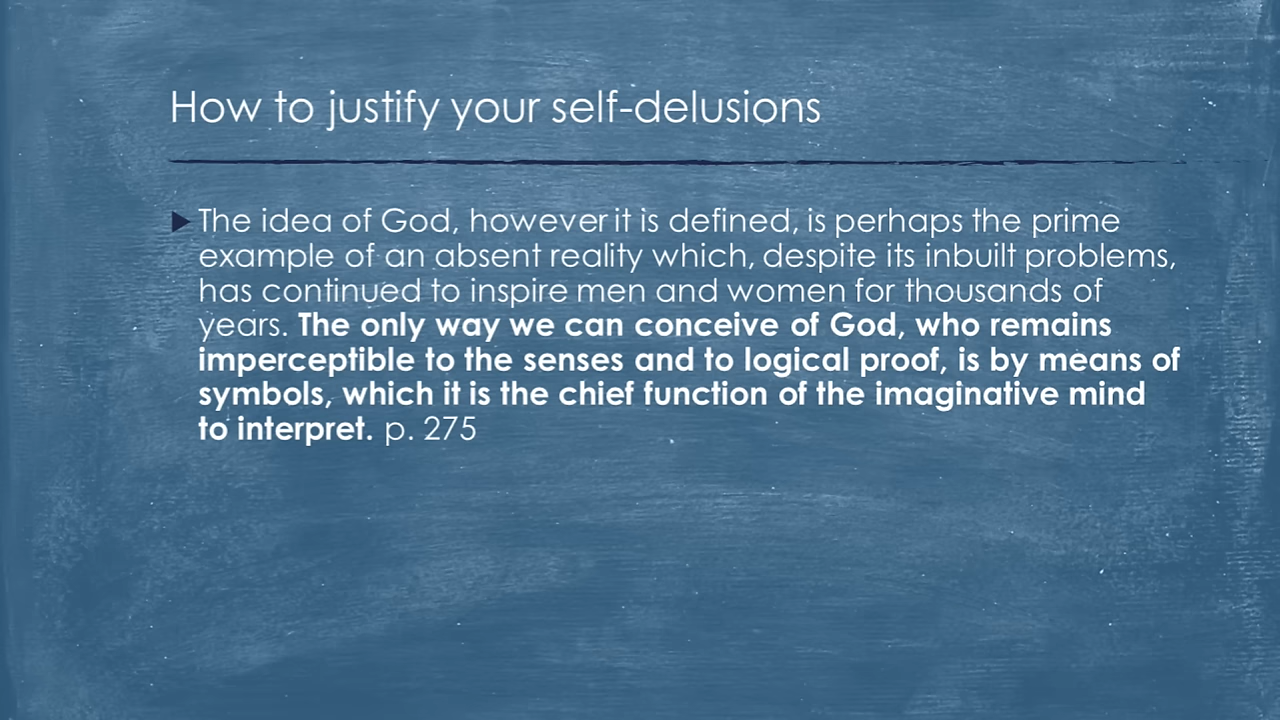 How to justify your self-delusions
The idea of God, however it is defined, is perhaps the prime
example of an absent reality which, despite its inbuilt problems,
has continued to inspire men and women for thousands of
years. The only way we can conceive of God, who remains
imperceptible to the senses and to logical proof, is by means of
symbols, which it is the chief function of the imaginative mind
to interpret. p. 275